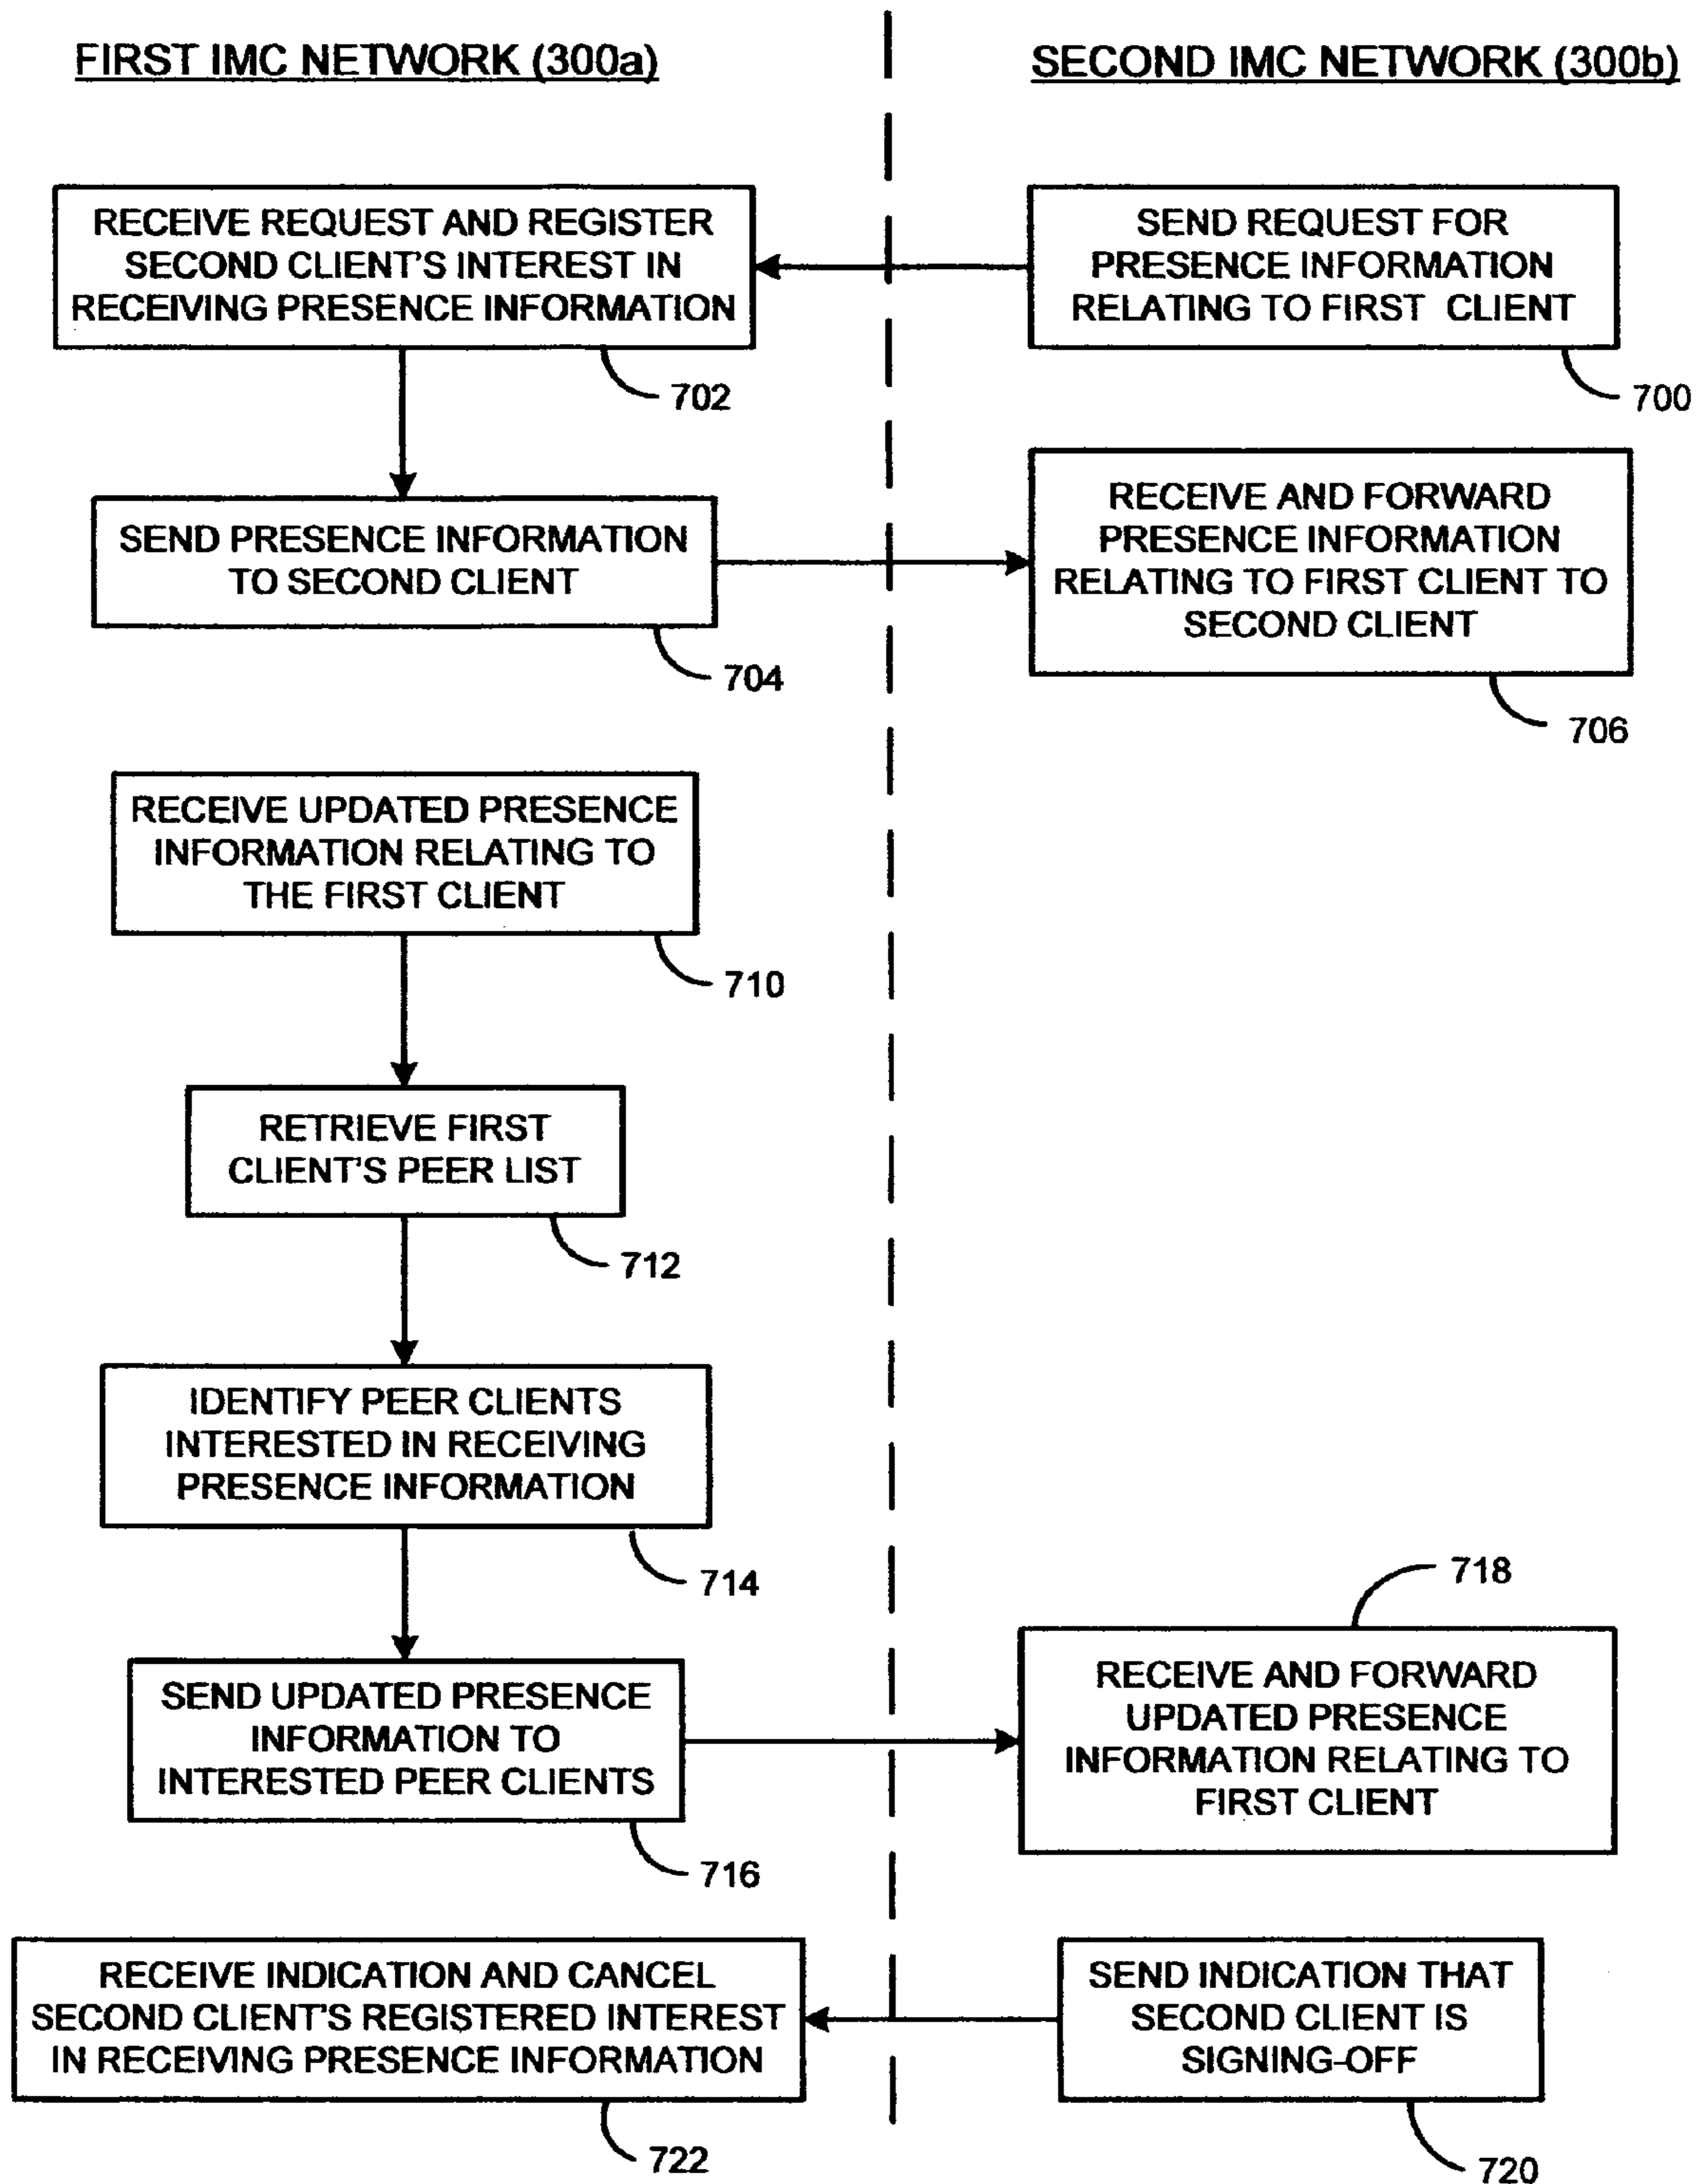 FIRST IMC NETWORK (300a)
SECOND IMC NETWORK (300b)
RECEIVE REQUEST AND REGISTER
SECOND CLIENT'S INTEREST IN
RECEIVING PRESENCE INFORMATION
702
SEND REQUEST FOR
PRESENCE INFORMATION
RELATING TO FIRST CLIENT
700
SEND PRESENCE INFORMATION
TO SECOND CLIENT
704
RECEIVE AND FORWARD
PRESENCE INFORMATION
RELATING TO FIRST CLIENT TO
SECOND CLIENT
706
RECEIVE UPDATED PRESENCE
INFORMATION RELATING TO
THE FIRST CLIENT
710
RETRIEVE FIRST
CLIENT'S PEER LIST
712
IDENTIFY PEER CLIENTS
INTERESTED IN RECEIVING
PRESENCE INFORMATION
714
SEND UPDATED PRESENCE
INFORMATION TO
INTERESTED PEER CLIENTS
716
718
RECEIVE AND FORWARD
UPDATED PRESENCE
INFORMATION RELATING TO
FIRST CLIENT
RECEIVE INDICATION AND CANCEL
SECOND CLIENT'S REGISTERED INTEREST
IN RECEIVING PRESENCE INFORMATION
722
SEND INDICATION THAT
SECOND CLIENT IS
SIGNING-OFF
720